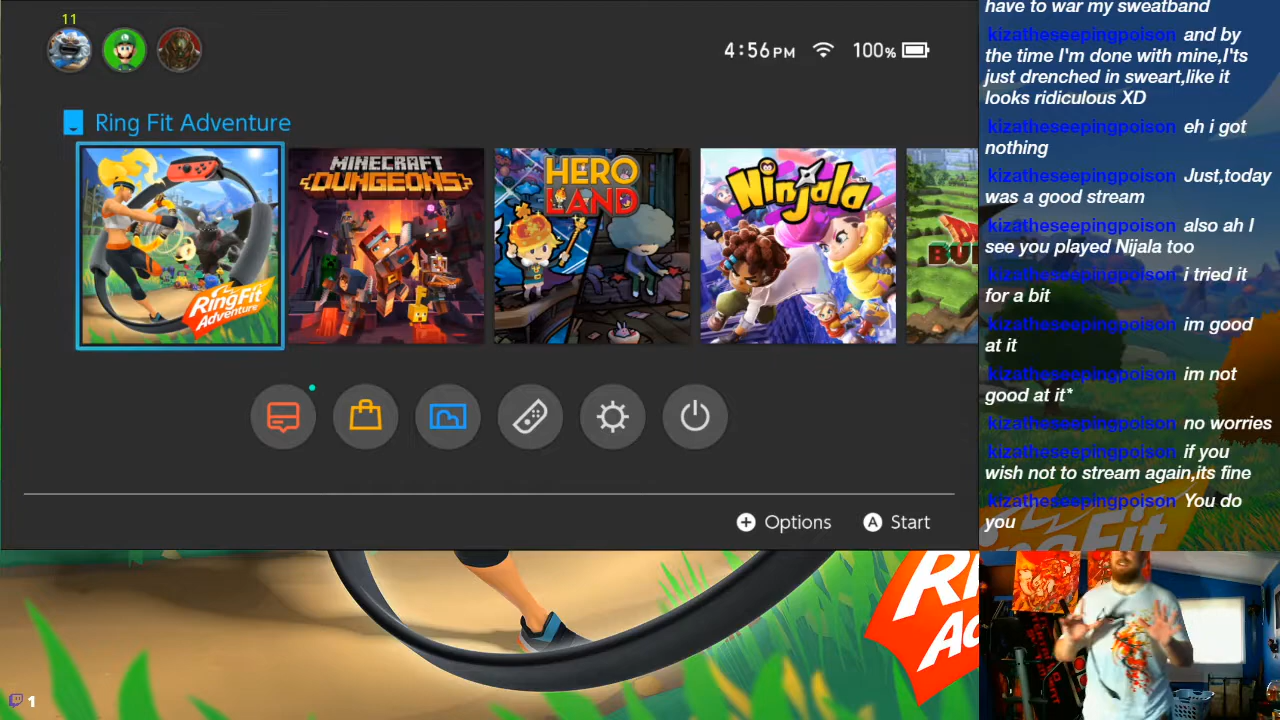 11
4:56PM 100%
Ring Fit Adventure
RingFit
Adventure
MINECRAFT
DUNGEONS
HERO
LAND
Ninjala
Options
Start
have to war my sweatband
kizatheseepingpoison and by
the time I'm done with mine,I'ts
just drenched in sweart,like it
looks ridiculous XD
kizatheseepingpoison eh i got
nothing
kizatheseepingpoison Just,today
was a good stream
kizatheseepingpoison also ah I
see you played Nijala too
kizatheseepingpoison i tried it
for a bit
kizatheseepingpoison im good
at it
kizatheseepingpoison im not
good at it*
kizatheseepingpoison no worries
kizatheseepingpoison if you
wish not to stream again,its fine
kizatheseepingpoison You do
you
1